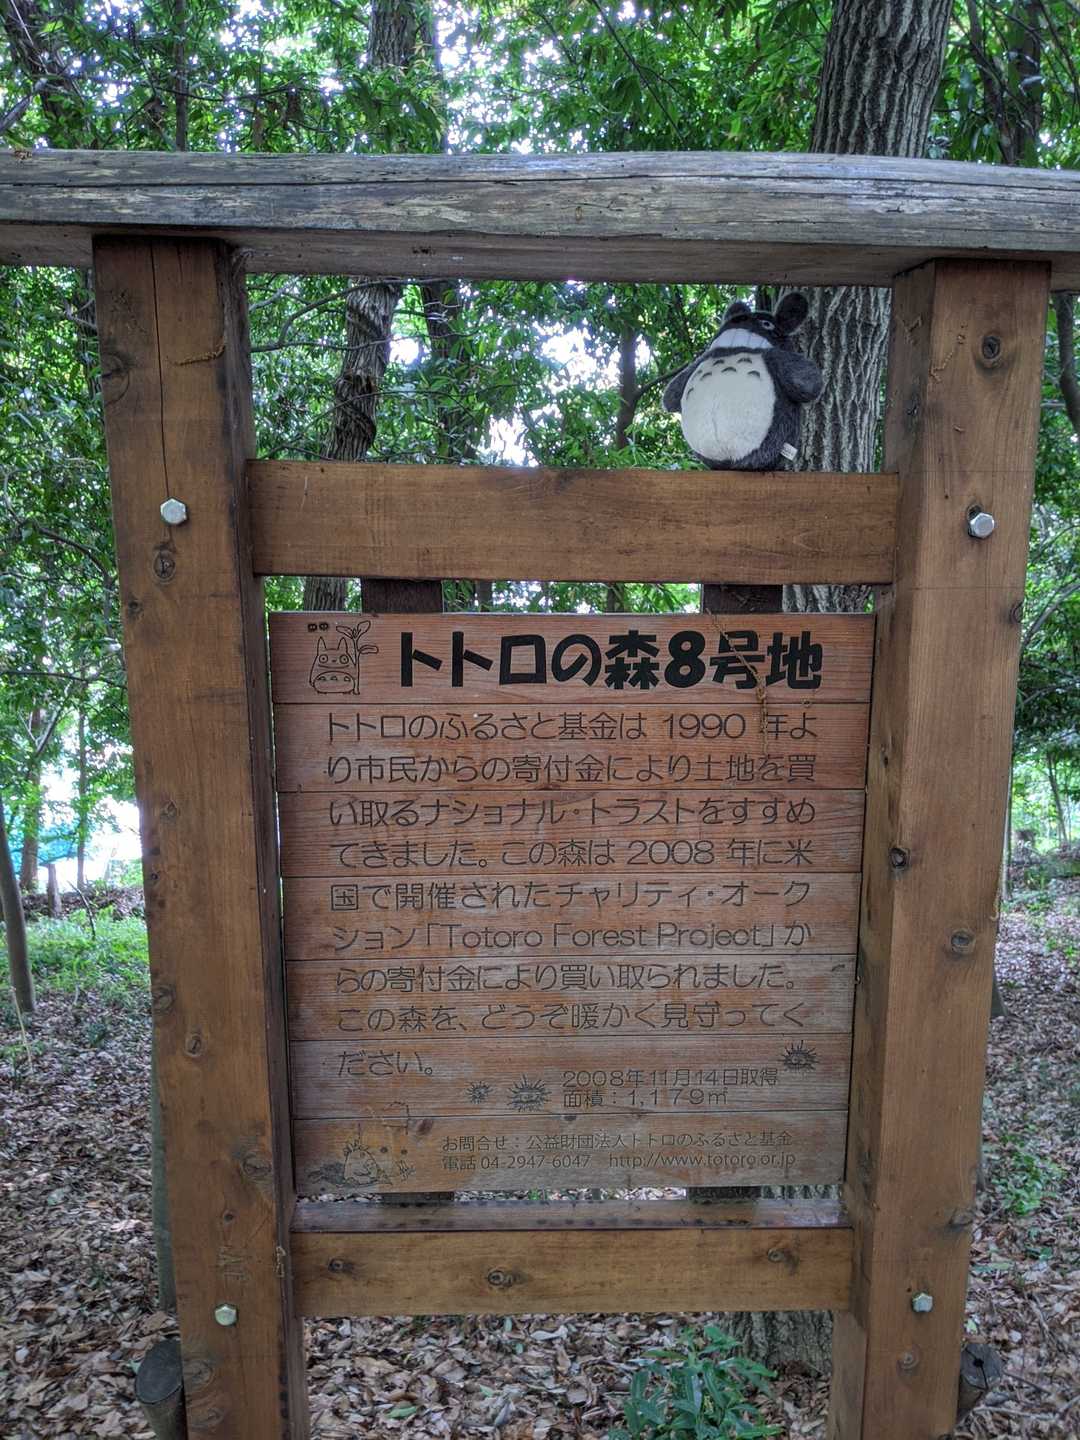 トトロの森8号地
トトロのふるさと基金は 1990 年よ
り市民からの寄付金により土地を買
い取るナショナル・トラストをすすめ
てきました。この森は 2008 年に米
国で開催されたチャリティ・オーク
ション「Totoro Forest Project」か
らの寄付金により買い取られました。
この森を、どうぞ暖かく見守ってく
ださい。
2008年11月14日取得
面積：1,179㎡
お問合せ：公益財団法人トトロのふるさと基金
電話 04-2947-6047 http://www.totoro.or.jp